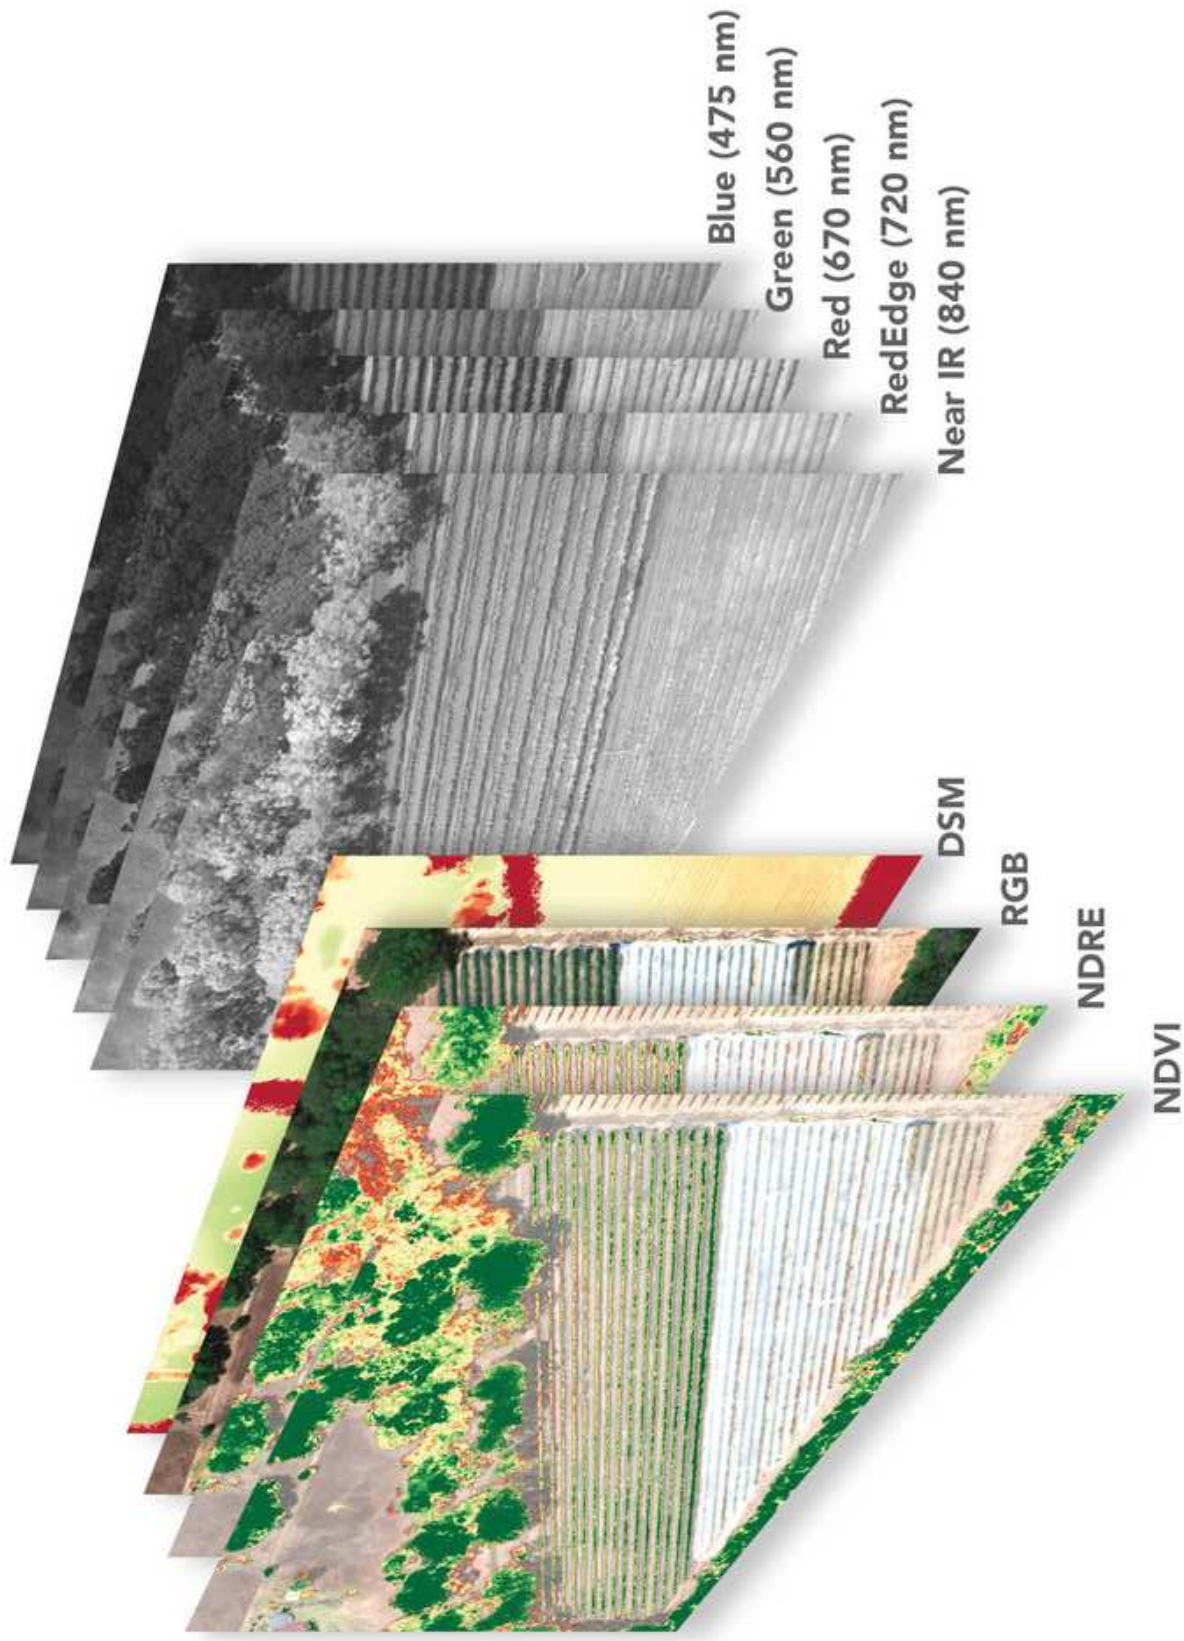 Blue (475 nm)
Green (560 nm)
Red (670 nm)
RedEdge (720 nm)
Near IR (840 nm)
DSM
RGB
NDRE
NDVI